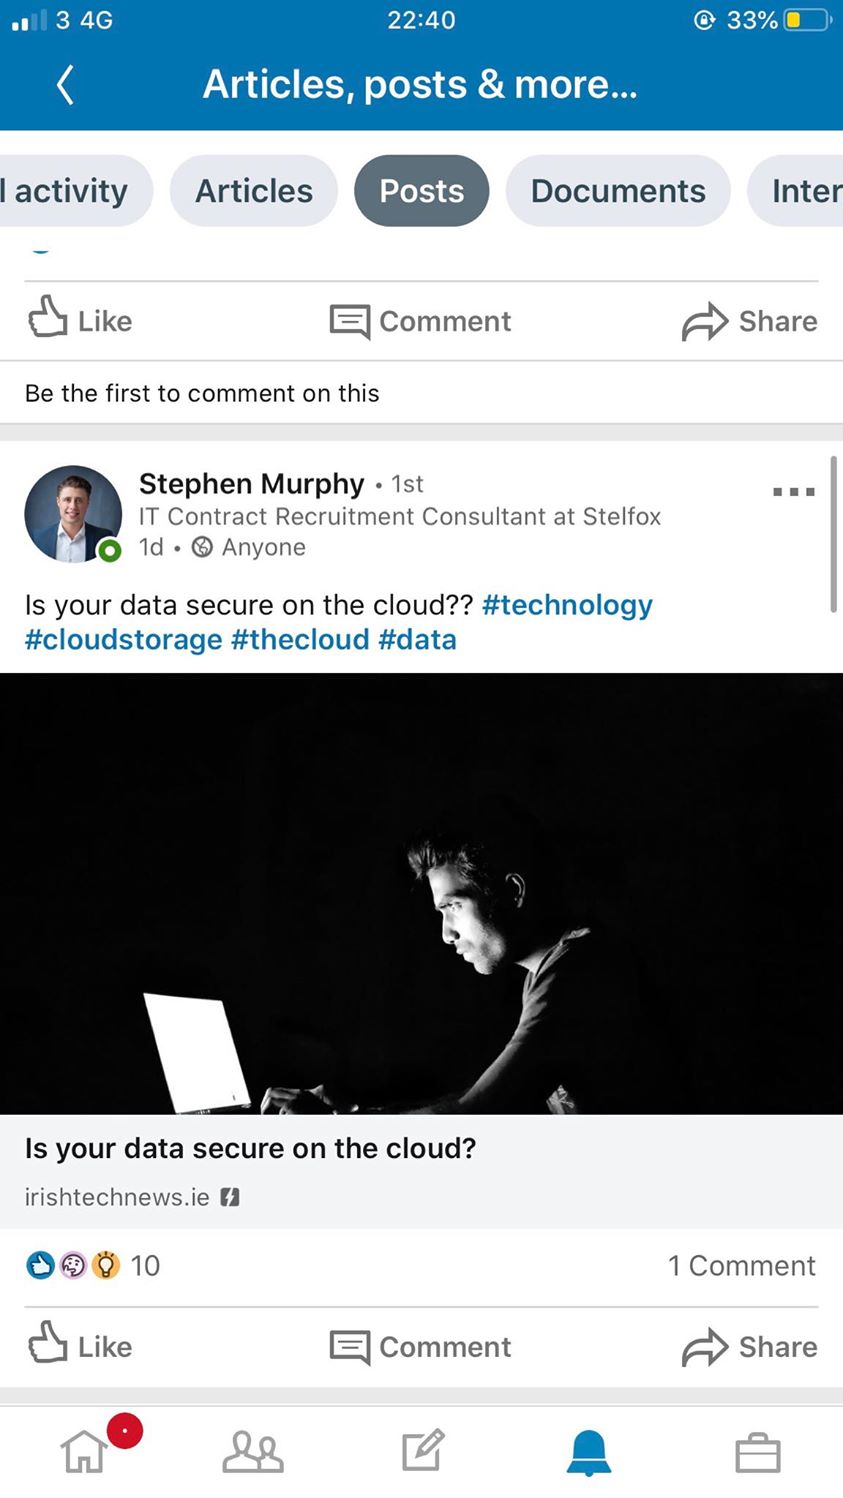 3 4G 22:40 33%
Articles, posts & more...
l activity Articles Posts Documents Inter
Like Comment Share
Be the first to comment on this
Stephen Murphy • 1st
IT Contract Recruitment Consultant at Stelfox
1d • Anyone
Is your data secure on the cloud?? #technology
#cloudstorage #thecloud #data
Is your data secure on the cloud?
irishtechnews.ie
10 1 Comment
Like Comment Share